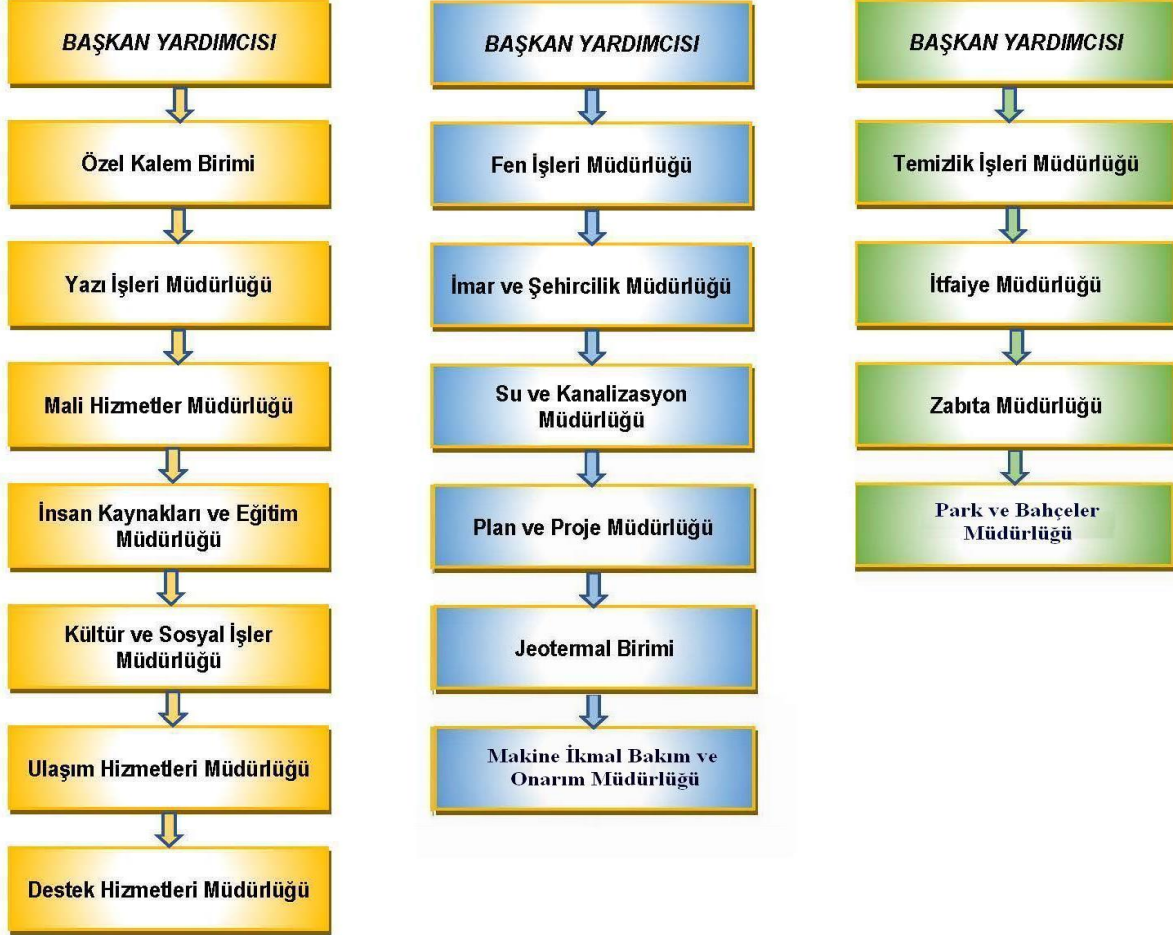 BAŞKAN YARDIMCISI
Özel Kalem Birimi
Yazı İşleri Müdürlüğü
Mali Hizmetler Müdürlüğü
İnsan Kaynakları ve Eğitim
Müdürlüğü
Kültür ve Sosyal İşler
Müdürlüğü
Ulaşım Hizmetleri Müdürlüğü
Destek Hizmetleri Müdürlüğü
BAŞKAN YARDIMCISI
Fen İşleri Müdürlüğü
İmar ve Şehircilik Müdürlüğü
Su ve Kanalizasyon
Müdürlüğü
Plan ve Proje Müdürlüğü
Jeotermal Birimi
Makine İkmal Bakım ve
Onarım Müdürlüğü
BAŞKAN YARDIMCISI
Temizlik İşleri Müdürlüğü
İtfaiye Müdürlüğü
Zabıta Müdürlüğü
Park ve Bahçeler
Müdürlüğü